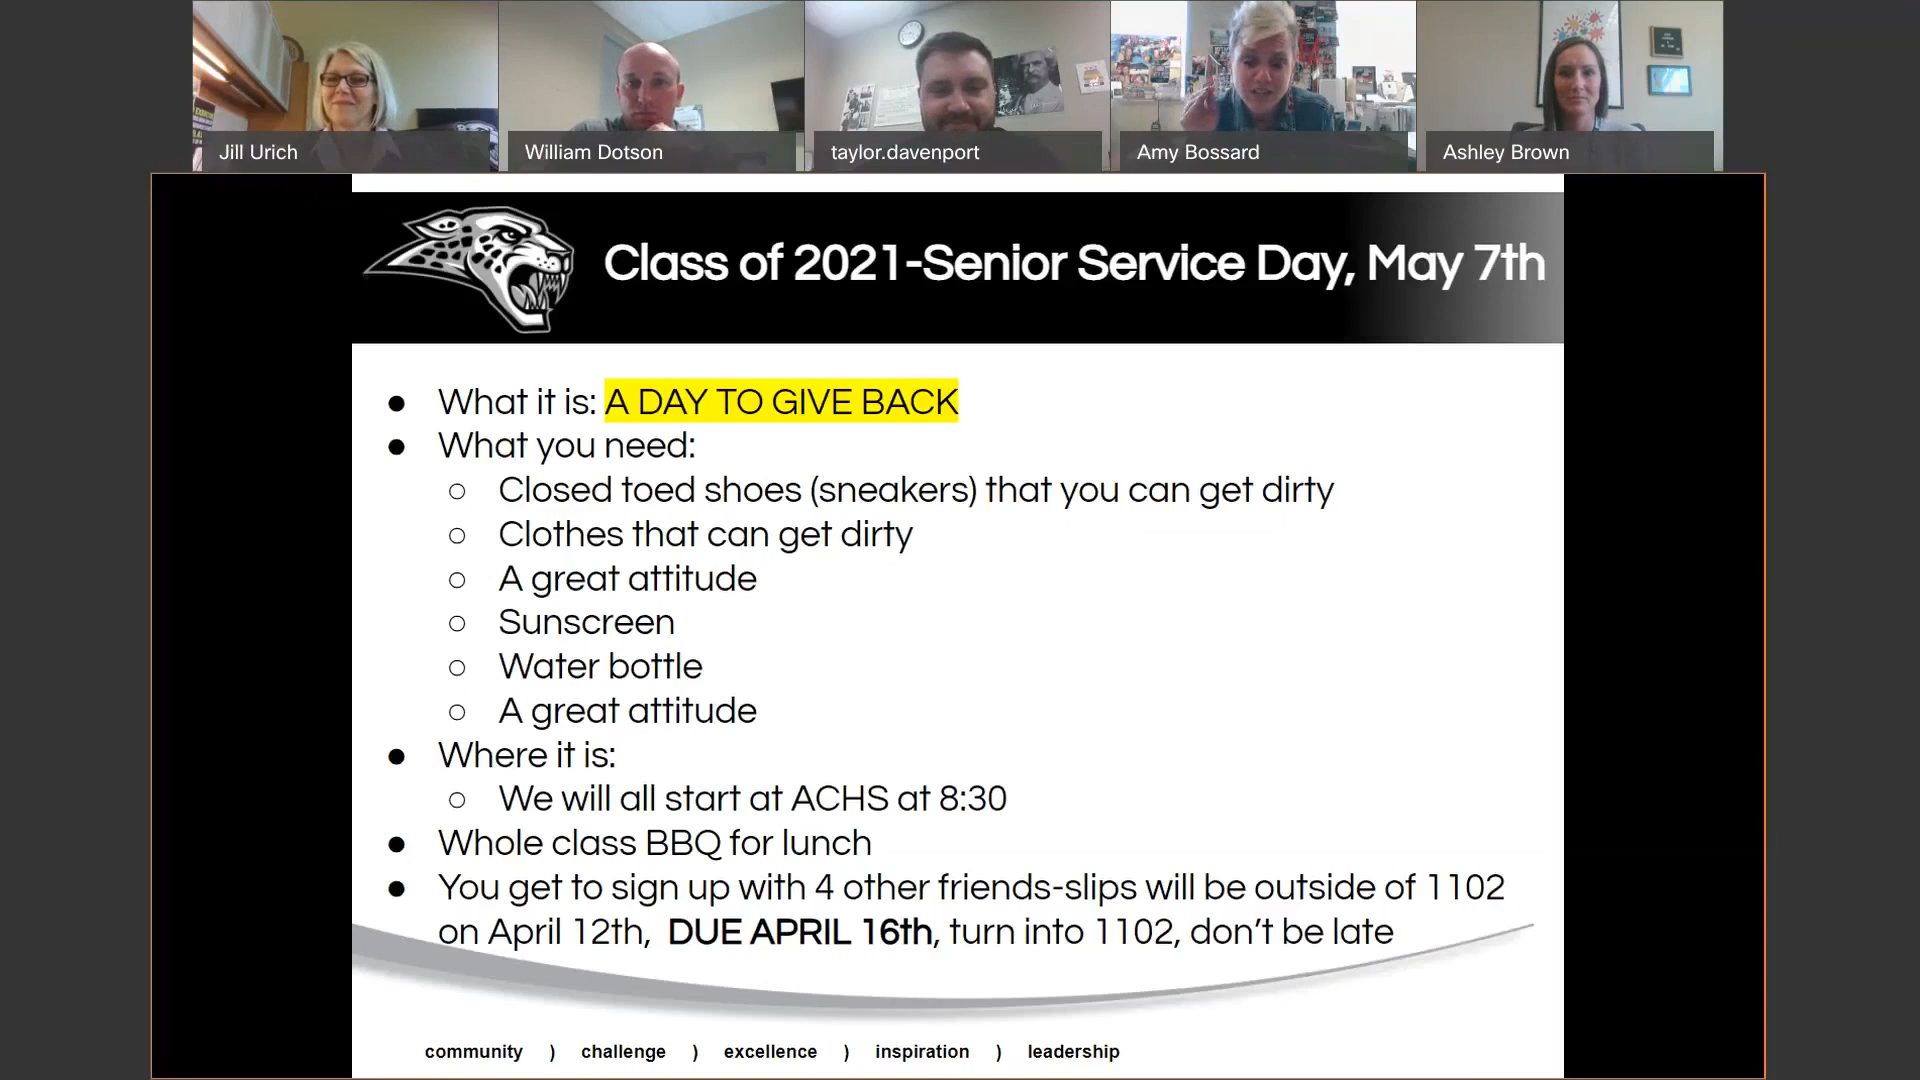 Jill Urich
William Dotson
taylor.davenport
Amy Bossard
Ashley Brown
Class of 2021-Senior Service Day, May 7th
● What it is: A DAY TO GIVE BACK
● What you need:
○ Closed toed shoes (sneakers) that you can get dirty
○ Clothes that can get dirty
○ A great attitude
○ Sunscreen
○ Water bottle
○ A great attitude
● Where it is:
○ We will all start at ACHS at 8:30
● Whole class BBQ for lunch
● You get to sign up with 4 other friends-slips will be outside of 1102
on April 12th, DUE APRIL 16th, turn into 1102, don't be late
community ) challenge ) excellence ) inspiration ) leadership